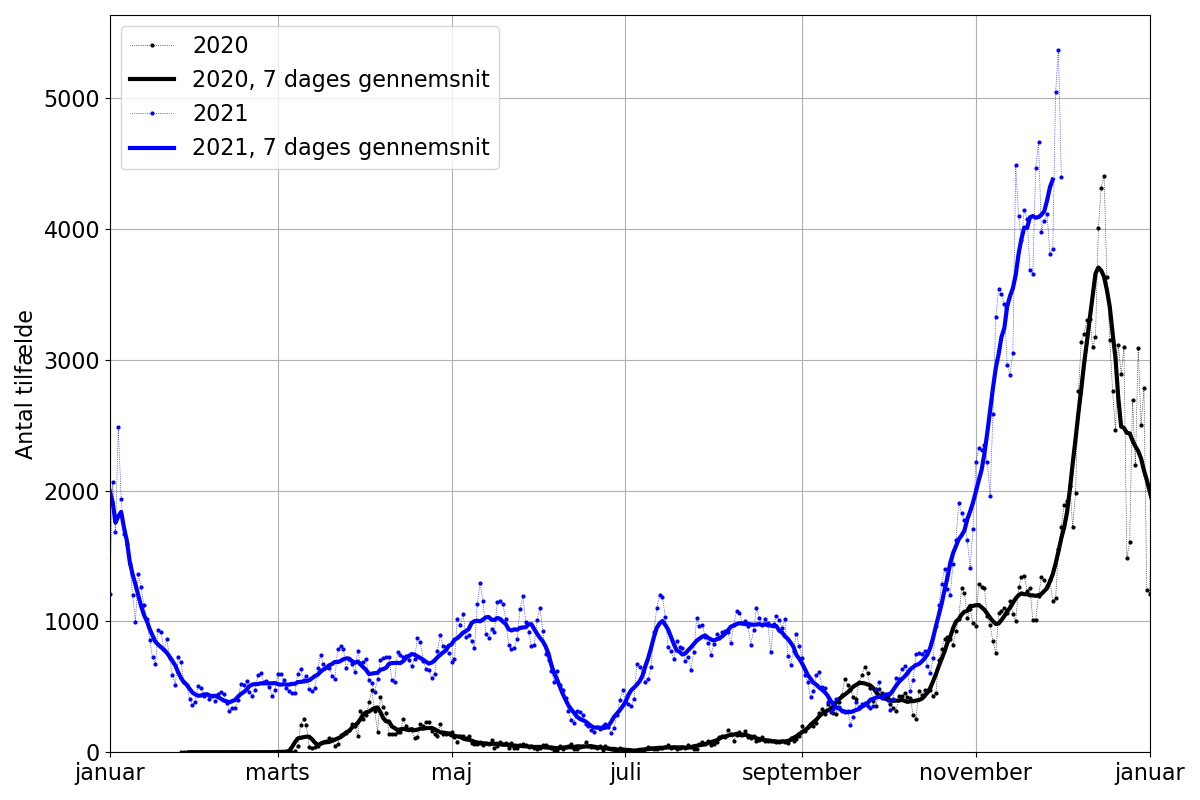 2020
2020, 7 dages gennemsnit
2021
2021, 7 dages gennemsnit
Antal tilfælde
5000
4000
3000
2000
1000
0
januar marts maj juli september november januar